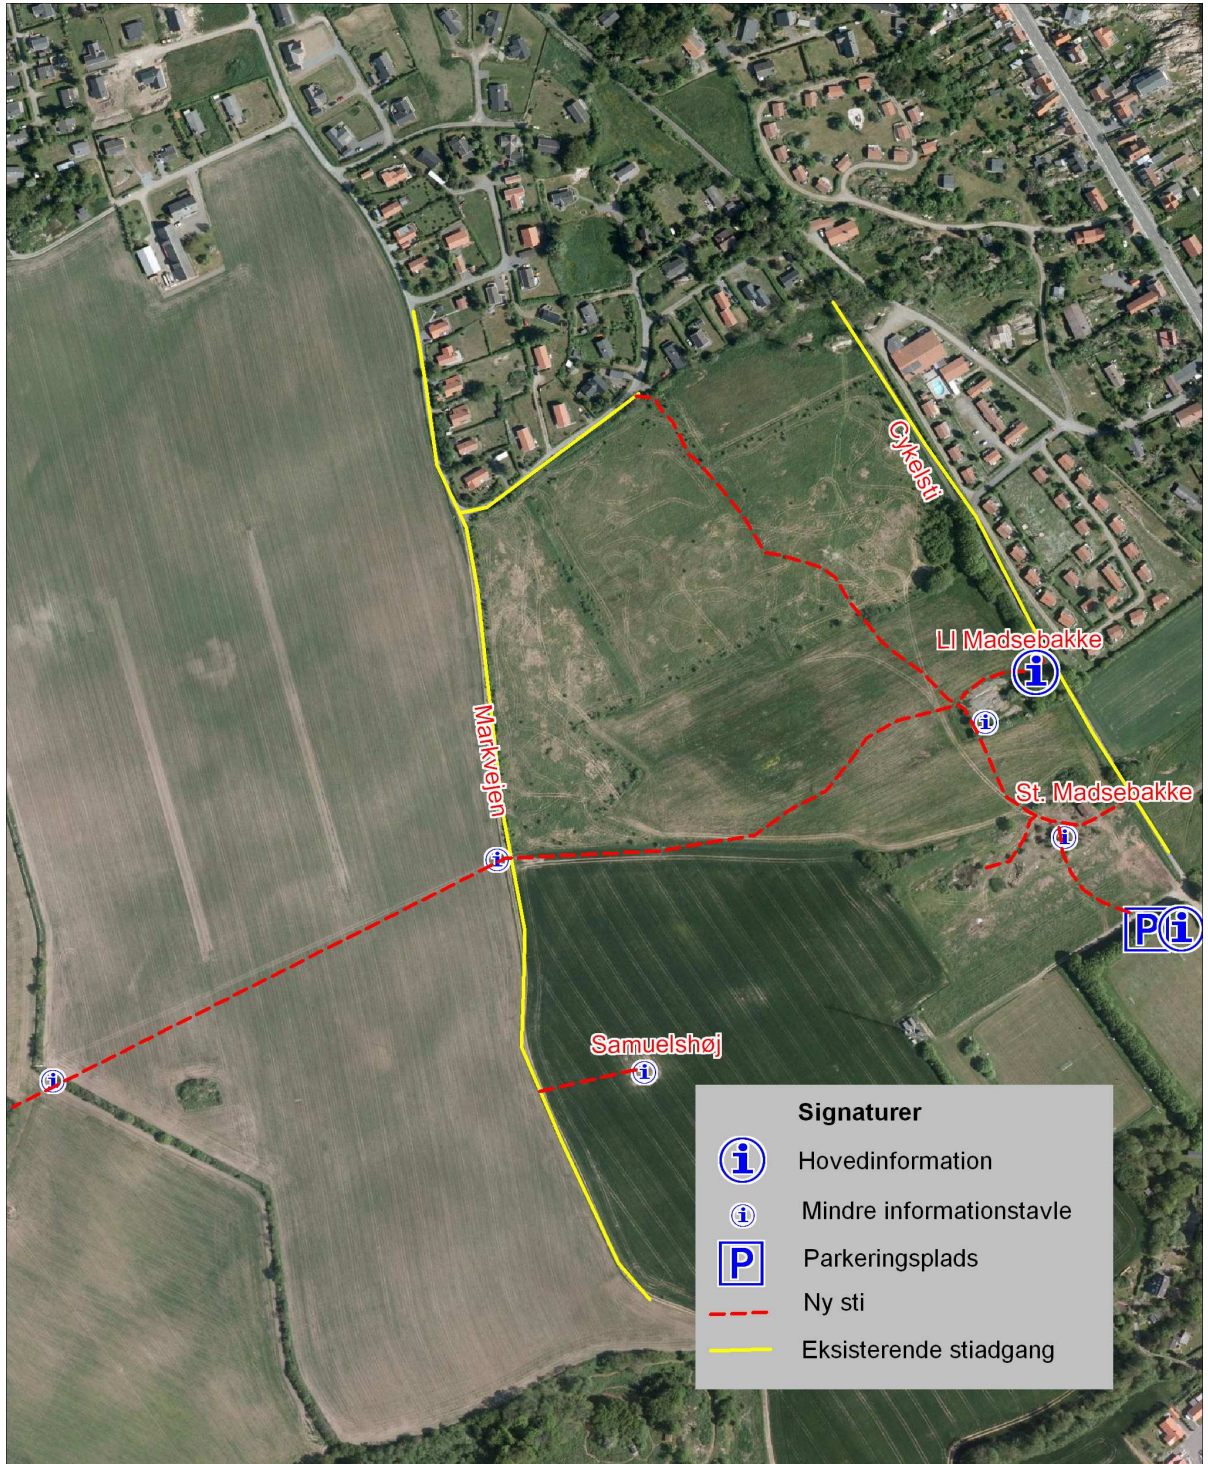 Cykelsti
Ll Madsebakke
Markvejen
St. Madsebakke
P
Samuelshøj
Signaturer
Hovedinformation
Mindre informationstavle
P Parkeringsplads
Ny sti
Eksisterende stiadgang